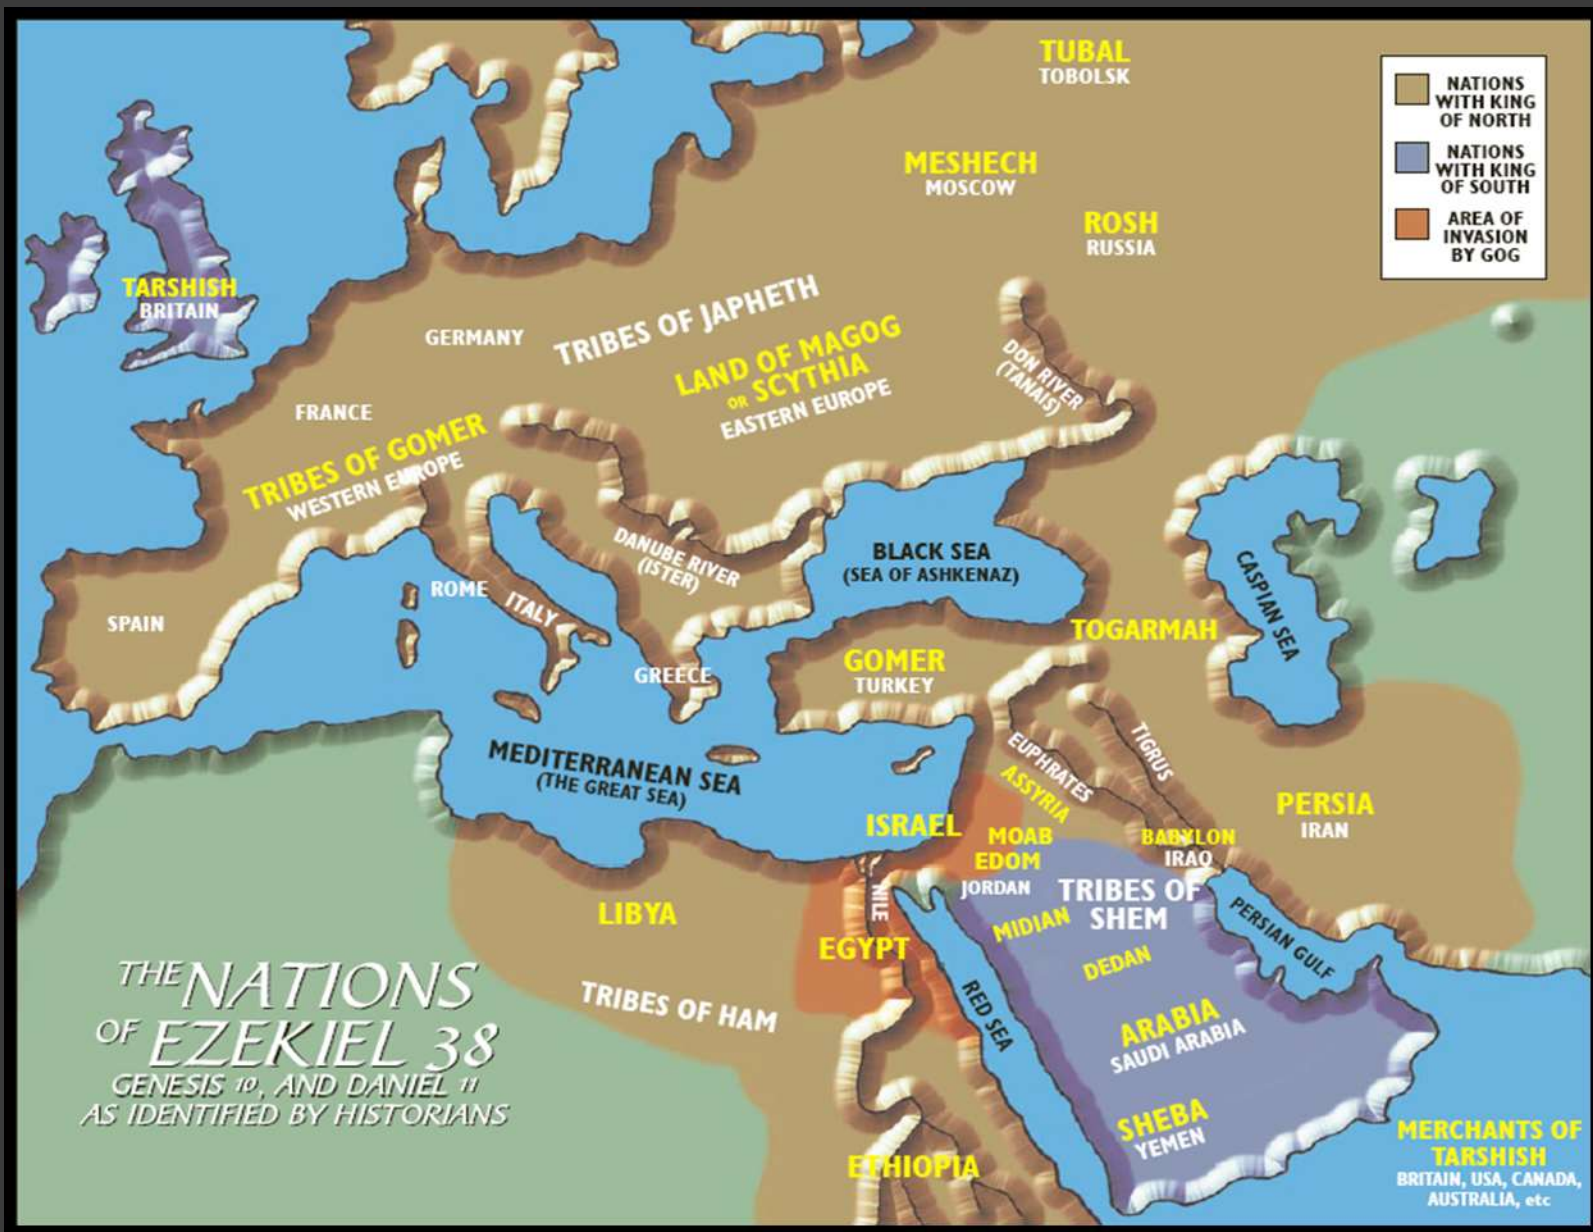 TUBAL
TOBOLSK
NATIONS
WITH KING
OF NORTH
NATIONS
WITH KING
OF SOUTH
AREA OF
INVASION
BY GOG
MESHECH
MOSCOW
ROSH
RUSSIA
TARSHISH
BRITAIN
GERMANY
TRIBES OF JAPHETH
LAND OF MAGOG
OR SCYTHIA
EASTERN EUROPE
DON RIVER
(TANAIS)
FRANCE
TRIBES OF GOMER
WESTERN EUROPE
DANUBE RIVER
(ISTER)
BLACK SEA
(SEA OF ASHKENAZ)
CASPIAN SEA
SPAIN
ROME
ITALY
GREECE
GOMER
TURKEY
TOGARMAH
MEDITERRANEAN SEA
(THE GREAT SEA)
EUPHRATES
ASSYRIA
TIGRUS
PERSIA
IRAN
ISRAEL
MOAB
EDOM
JORDAN
BABYLON
IRAQ
TRIBES OF
SHEM
MIDIAN
DEDAN
PERSIAN GULF
LIBYA
NILE
EGYPT
RED SEA
TRIBES OF HAM
ARABIA
SAUDI ARABIA
SHEBA
YEMEN
ETHIOPIA
THE NATIONS
OF EZEKIEL 38
GENESIS 10, AND DANIEL 11
AS IDENTIFIED BY HISTORIANS
MERCHANTS OF
TARSHISH
BRITAIN, USA, CANADA,
AUSTRALIA, etc